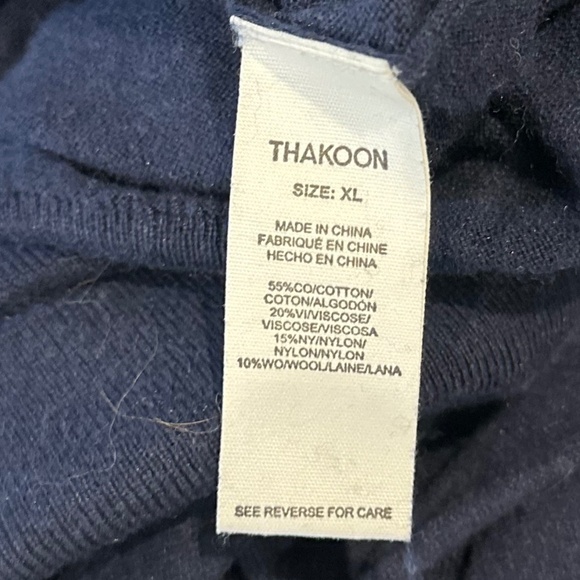 THAKOON
SIZE: XL
MADE IN CHINA
FABRIQUÉ EN CHINE
HECHO EN CHINA
55%CO/COTTON/
COTON/ALGODÓN
20%VI/VISCOSE/
VISCOSE/VISCOSA
15%NY/NYLON/
NYLON/NYLON
10%WO/WOOL/LAINE/LANA
SEE REVERSE FOR CARE